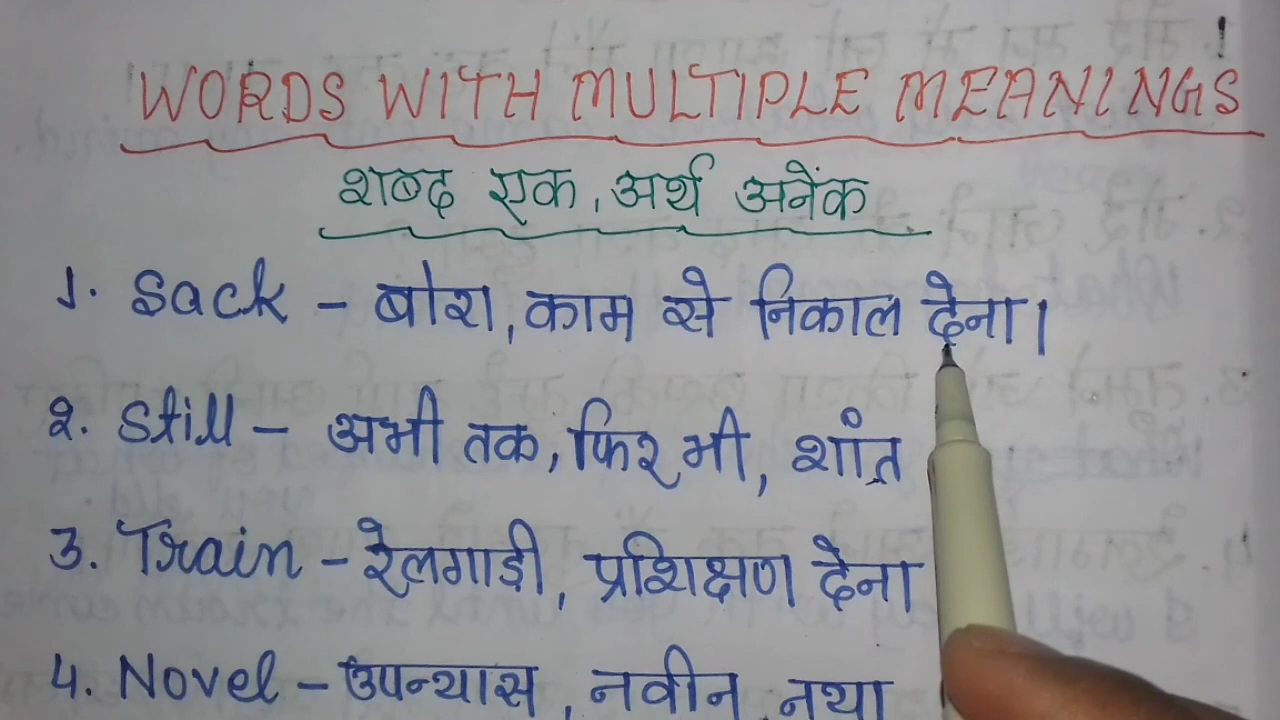 WORDS WITH MULTIPLE MEANINGS
शब्द एक, अर्थ अनेंक
1. Sack - बोरा, काम से निकाल देना।
2. Still - अभी तक, फिर भी, शांत
3. Train - रेलगाड़ी, प्रशिक्षण देना
4. Novel - उपन्यास, नवीन, नया